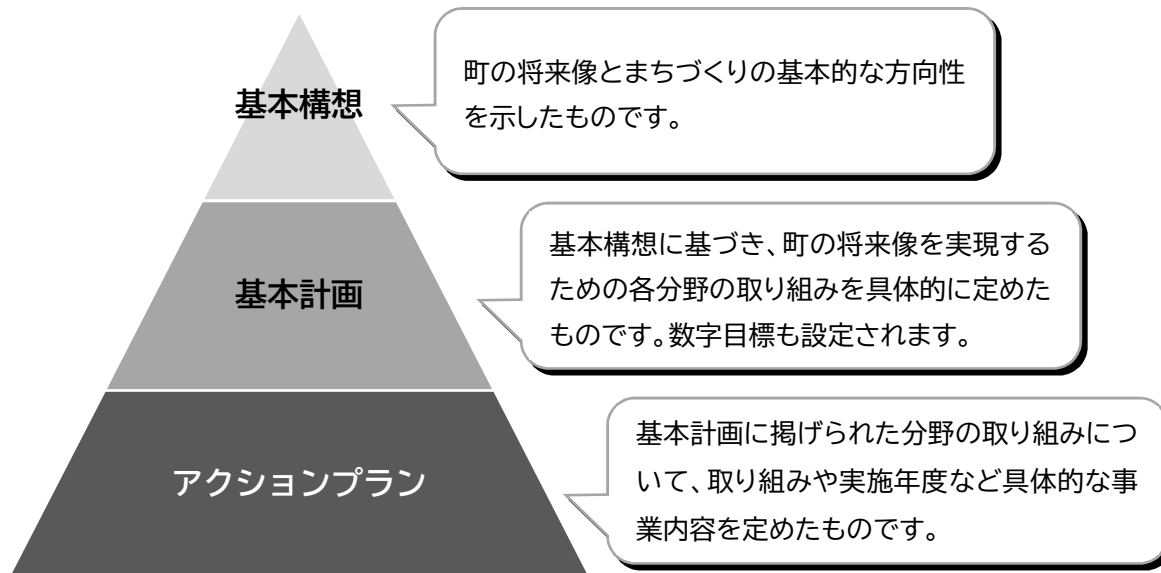 基本構想
町の将来像とまちづくりの基本的な方向性
を示したものです。
基本計画
基本構想に基づき、町の将来像を実現する
ための各分野の取り組みを具体的に定めた
ものです。数字目標も設定されます。
アクションプラン
基本計画に掲げられた分野の取り組みにつ
いて、取り組みや実施年度など具体的な事
業内容を定めたものです。